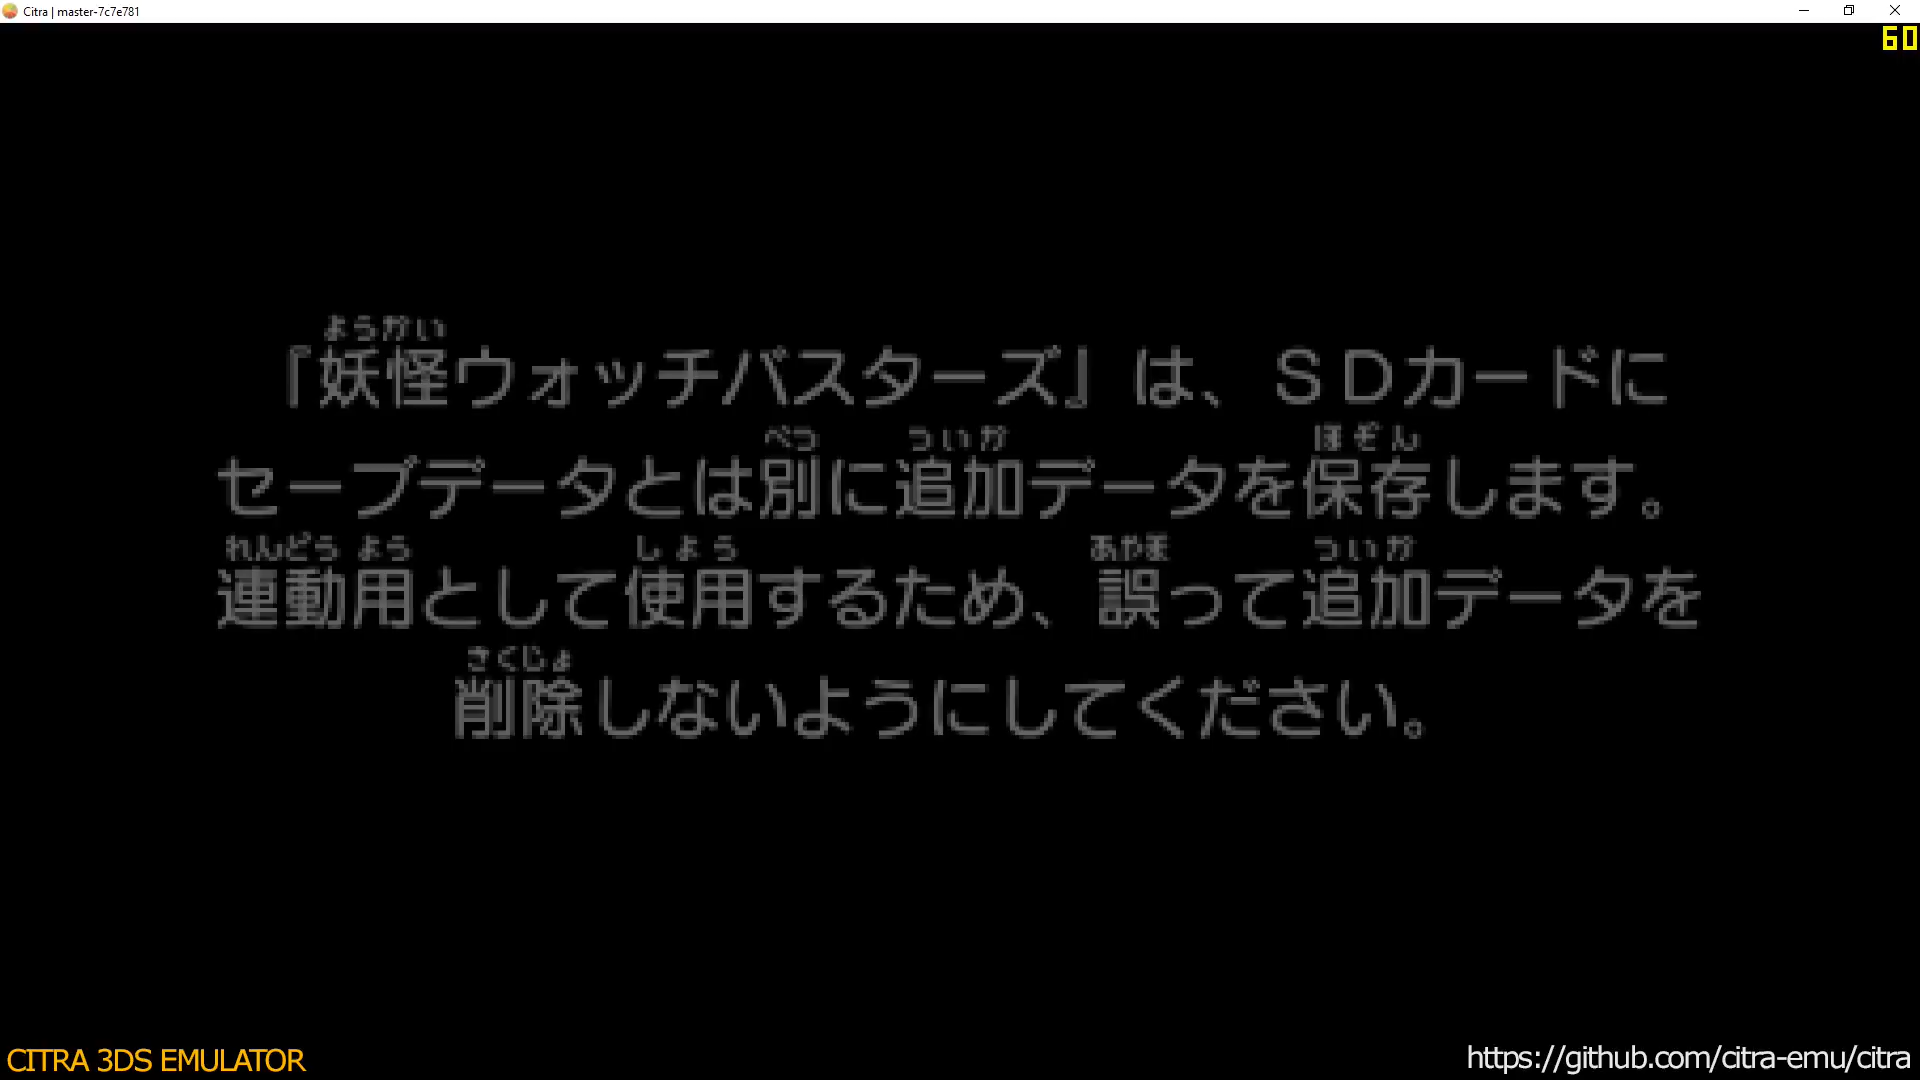 Citra | master-7c7e781
60
ようかい
『妖怪ウォッチバスターズ』は、ＳＤカードに
べつ ついか ほぞん
セーブデータとは別に追加データを保存します。
れんどう よう しよう あやま ついか
連動用として使用するため、誤って追加データを
さくじょ
削除しないようにしてください。
CITRA 3DS EMULATOR
https://github.com/citra-emu/citra